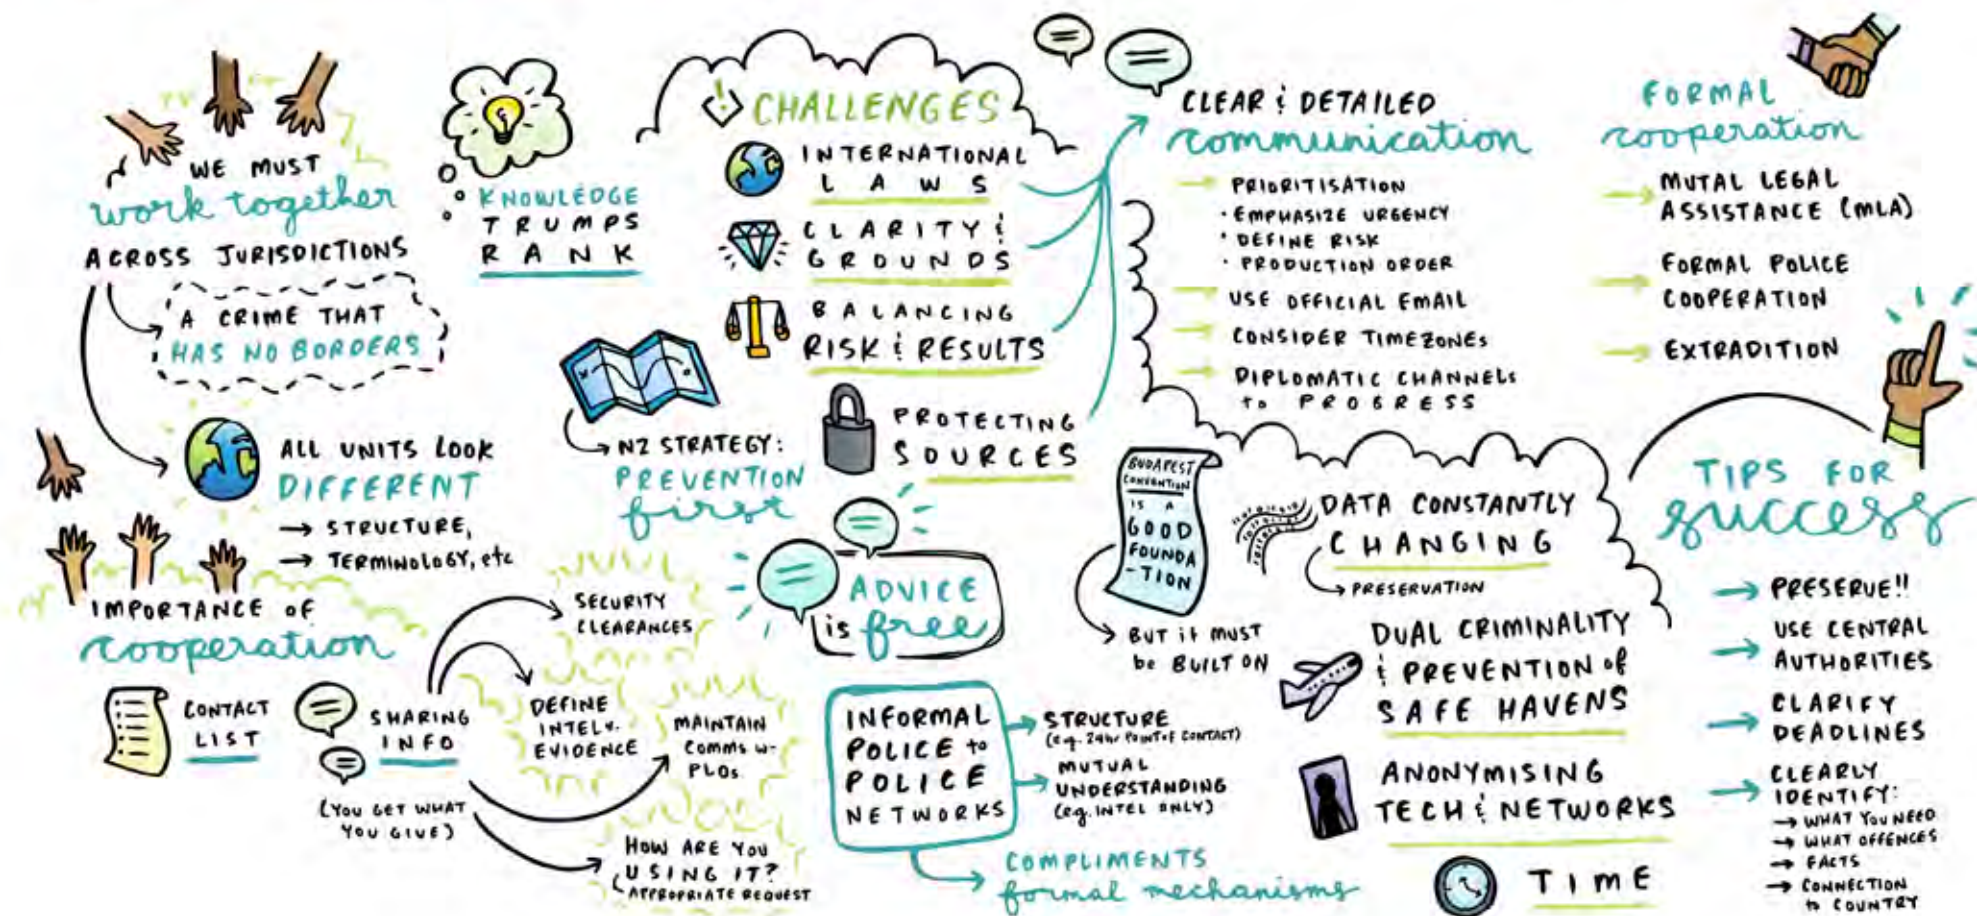 WE MUST
work together
ACROSS JURISDICTIONS
A CRIME THAT
HAS NO BORDERS
ALL UNITS LOOK
DIFFERENT
→ STRUCTURE,
→ TERMINOLOGY, etc
KNOWLEDGE
TRUMPS
RANK
NZ STRATEGY:
PREVENTION
first
IMPORTANCE OF
cooperation
CONTACT
LIST
SHARING
INFO
(YOU GET WHAT
YOU GIVE)
SECURITY
CLEARANCES
DEFINE
INTEL v.
EVIDENCE
MAINTAIN
COMMS w-
PLOs
HOW ARE YOU
USING IT?
APPROPRIATE REQUEST
CHALLENGES
INTERNATIONAL
LAWS
CLARITY &
GROUNDS
BALANCING
RISK & RESULTS
PROTECTING
SOURCES
ADVICE
is free
INFORMAL
POLICE to
POLICE
NETWORKS
STRUCTURE
(e.g. 24hr POINT OF CONTACT)
MUTUAL
UNDERSTANDING
(e.g. INTEL ONLY)
COMPLIMENTS
formal mechanisms
CLEAR & DETAILED
communication
→ PRIORITISATION
· EMPHASIZE URGENCY
· DEFINE RISK
· PRODUCTION ORDER
→ USE OFFICIAL EMAIL
→ CONSIDER TIMEZONES
→ DIPLOMATIC CHANNELS
to PROGRESS
BUDAPEST
CONVENTION
IS A
GOOD
FOUNDA
-TION
BUT it MUST
be BUILT ON
DATA CONSTANTLY
CHANGING
PRESERVATION
DUAL CRIMINALITY
& PREVENTION of
SAFE HAVENS
ANONYMISING
TECH & NETWORKS
TIME
FORMAL
cooperation
→ MUTAL LEGAL
ASSISTANCE (MLA)
→ FORMAL POLICE
COOPERATION
→ EXTRADITION
TIPS FOR
success
→ PRESERVE!!
→ USE CENTRAL
AUTHORITIES
→ CLARIFY
DEADLINES
→ CLEARLY
IDENTIFY:
→ WHAT YOU NEED
→ WHAT OFFENCES
→ FACTS
→ CONNECTION
to COUNTRY